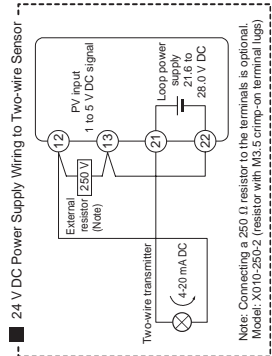 24 V DC Power Supply Wiring to Two-wire Sensor
PV input
1 to 5 V DC signal
Loop power
supply
21.6 to
28.0 V DC
12
13
21
22
250 V
External
resistor
(Note)
Two-wire transmitter
4-20 mA DC
Note: Connecting a 250 Ω resistor to the terminals is optional.
Model: X010-250-2 (resistor with M3.5 crimp-on terminal lugs)